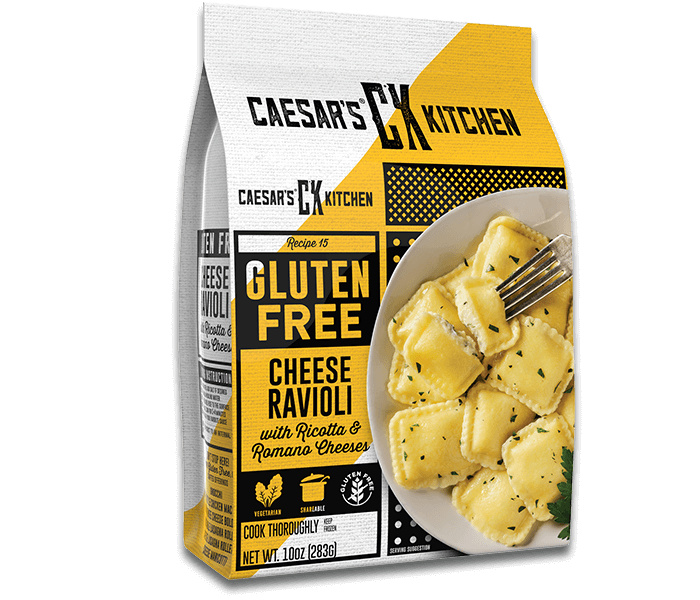 CAESAR'S® CK KITCHEN
CAESAR'S® CK KITCHEN
Recipe 15
GLUTEN
FREE
CHEESE
RAVIOLI
with Ricotta &
Romano Cheeses
VEGETARIAN
SHAREABLE
GLUTEN FREE
COOK THOROUGHLY
KEEP
FROZEN
NET WT. 10oz (283g)
SERVING SUGGESTION
CHEESE
RAVIOLI
with Ricotta &
Romano Cheeses